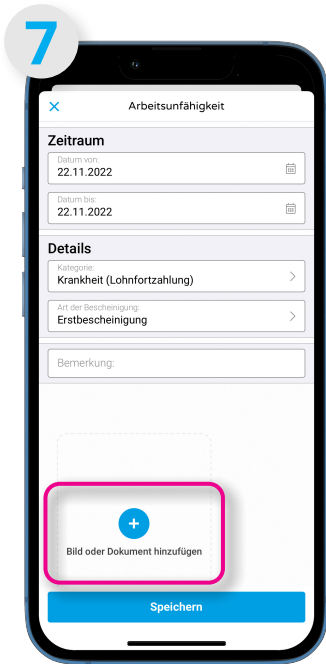 7
Arbeitsunfähigkeit
Zeitraum
Datum von:
22.11.2022
Datum bis:
22.11.2022
Details
Kategorie:
Krankheit (Lohnfortzahlung)
Art der Bescheinigung:
Erstbescheinigung
Bemerkung:
Bild oder Dokument hinzufügen
Speichern